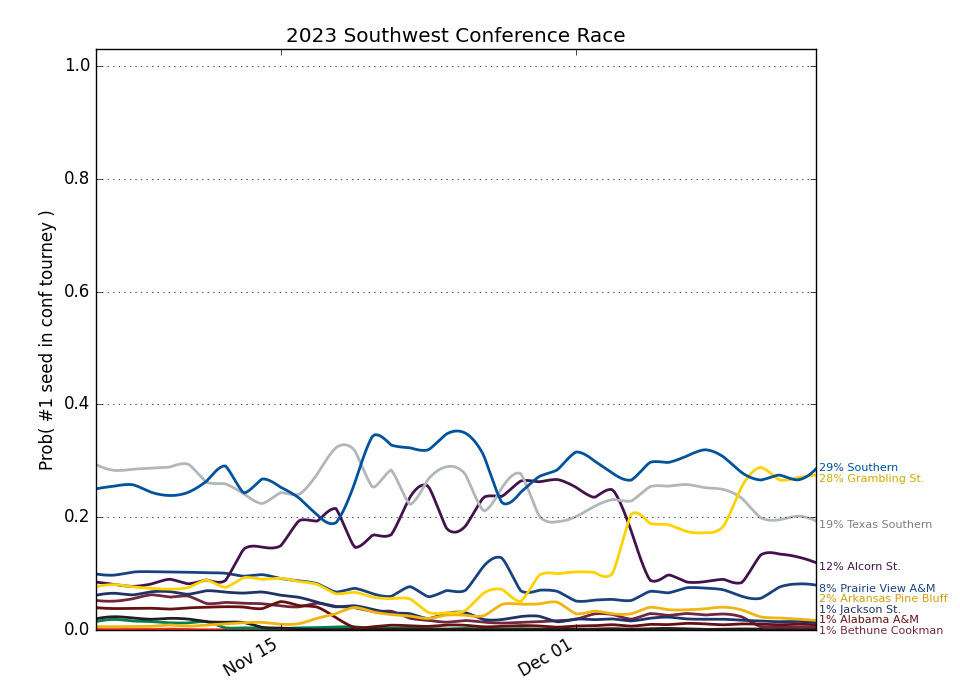 2023 Southwest Conference Race
Prob( #1 seed in conf tourney )
1.0
0.8
0.6
0.4
0.2
0.0
Nov 15
Dec 01
29% Southern
28% Grambling St.
19% Texas Southern
12% Alcorn St.
8% Prairie View A&M
2% Arkansas Pine Bluff
1% Jackson St.
1% Alabama A&M
1% Bethune Cookman